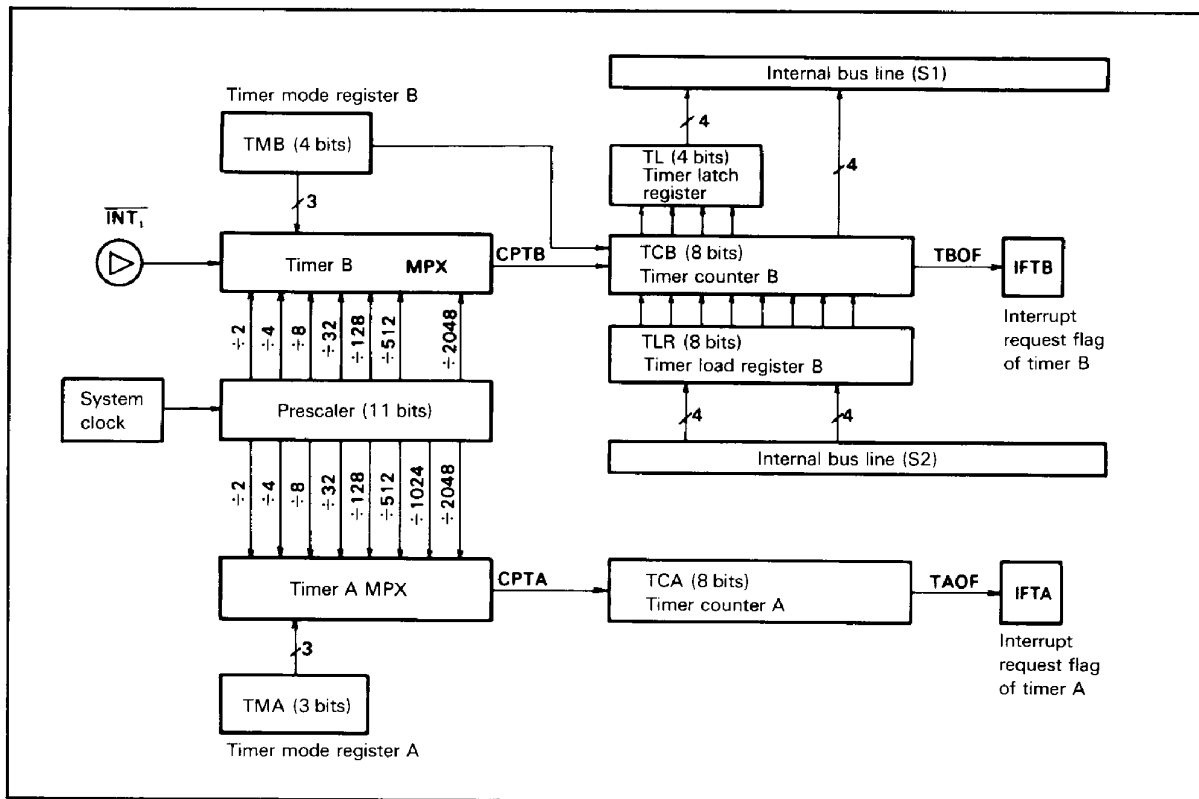 Internal bus line (S1)
Timer mode register B
4
TMB (4 bits)
TL (4 bits)
Timer latch
register
4
3
INT₁
Timer B MPX
CPTB
TCB (8 bits)
Timer counter B
TBOF
IFTB
÷2
÷4
÷8
÷32
÷128
÷512
÷2048
Interrupt
request flag
of timer B
TLR (8 bits)
Timer load register B
System
clock
Prescaler (11 bits)
4
4
Internal bus line (S2)
÷2
÷4
÷8
÷32
÷128
÷512
÷1024
÷2048
Timer A MPX
CPTA
TCA (8 bits)
Timer counter A
TAOF
IFTA
3
Interrupt
request flag
of timer A
TMA (3 bits)
Timer mode register A